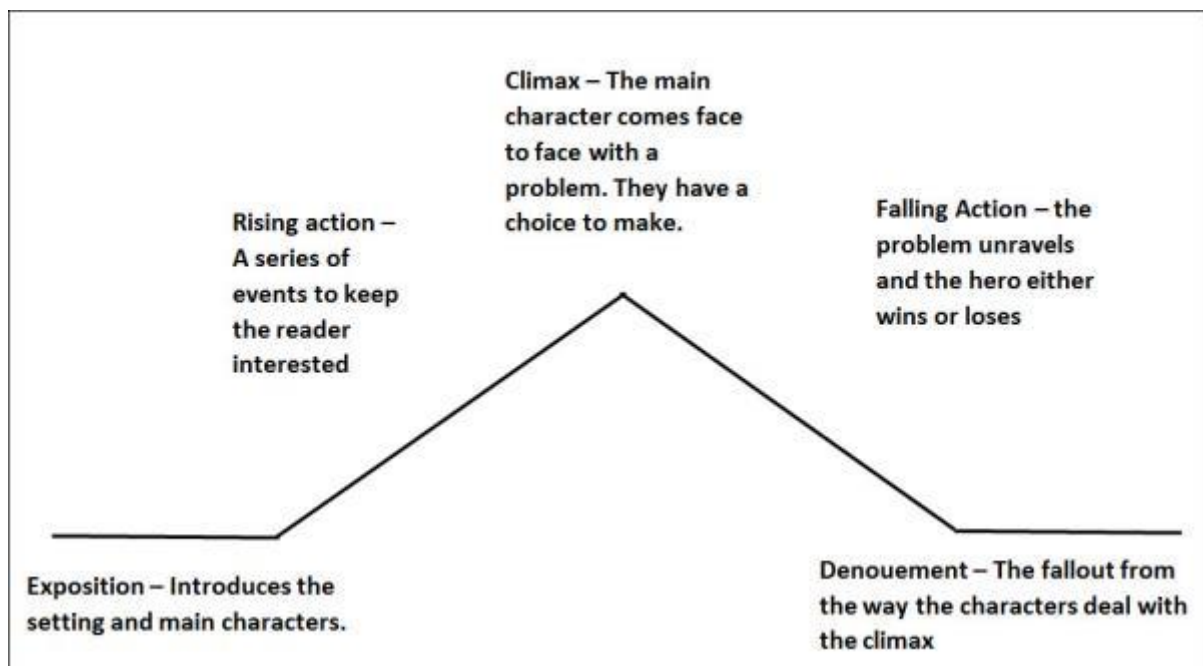 Climax – The main
character comes face
to face with a
problem. They have a
choice to make.
Rising action –
A series of
events to keep
the reader
interested
Falling Action – the
problem unravels
and the hero either
wins or loses
Exposition – Introduces the
setting and main characters.
Denouement – The fallout from
the way the characters deal with
the climax